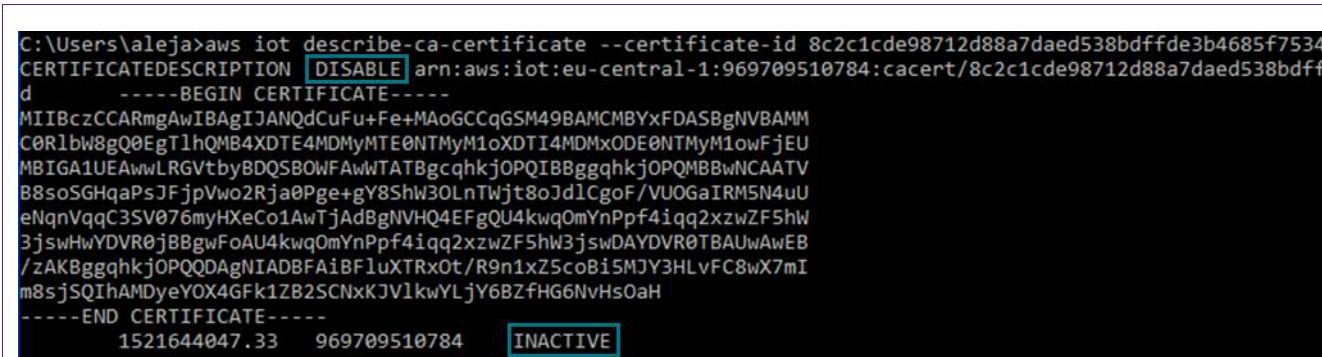 C:\Users\aleja>aws iot describe-ca-certificate --certificate-id 8c2c1cde98712d88a7daed538bdffde3b4685f7534
CERTIFICATEDESCRIPTION DISABLE arn:aws:iot:eu-central-1:969709510784:cacert/8c2c1cde98712d88a7daed538bdff
d -----BEGIN CERTIFICATE-----
MIIBczCCARmgAwIBAgIJANQdCuFu+Fe+MAoGCCqGSM49BAMCMBYxFDASBgNVBAMM
C0RlbW8gQ0EgTlhQMB4XDTE4MDMyMTE0NTMyM1oXDTI4MDMxODE0NTMyM1owFjEU
MBIGA1UEAwwLRGVtbyBDQSBOWFAwWTATBgcqhkjOPQIBBggqhkjOPQMBBwNCAATV
B8soSGHqaPsJFjpVwo2Rja0Pge+gY8ShW3OLnTWjt8oJdlCgoF/VUOGaIRM5N4uU
eNqnVqqC3SV076myHXeCo1AwTjAdBgNVHQ4EFgQU4kwqOmYnPpf4iqq2xzwZF5hW
3jswHwYDVR0jBBgwFoAU4kwqOmYnPpf4iqq2xzwZF5hW3jswDAYDVR0TBAUwAwEB
/zAKBggqhkjOPQQDAgNIADBFAiBFluXTRxOt/R9n1xZ5coBi5MJY3HLvFC8wX7mI
m8sjSQIhAMDyeYOX4GFk1ZB2SCNxKJVlkwYLjY6BZfHG6NvHsOaH
-----END CERTIFICATE-----
1521644047.33 969709510784 INACTIVE